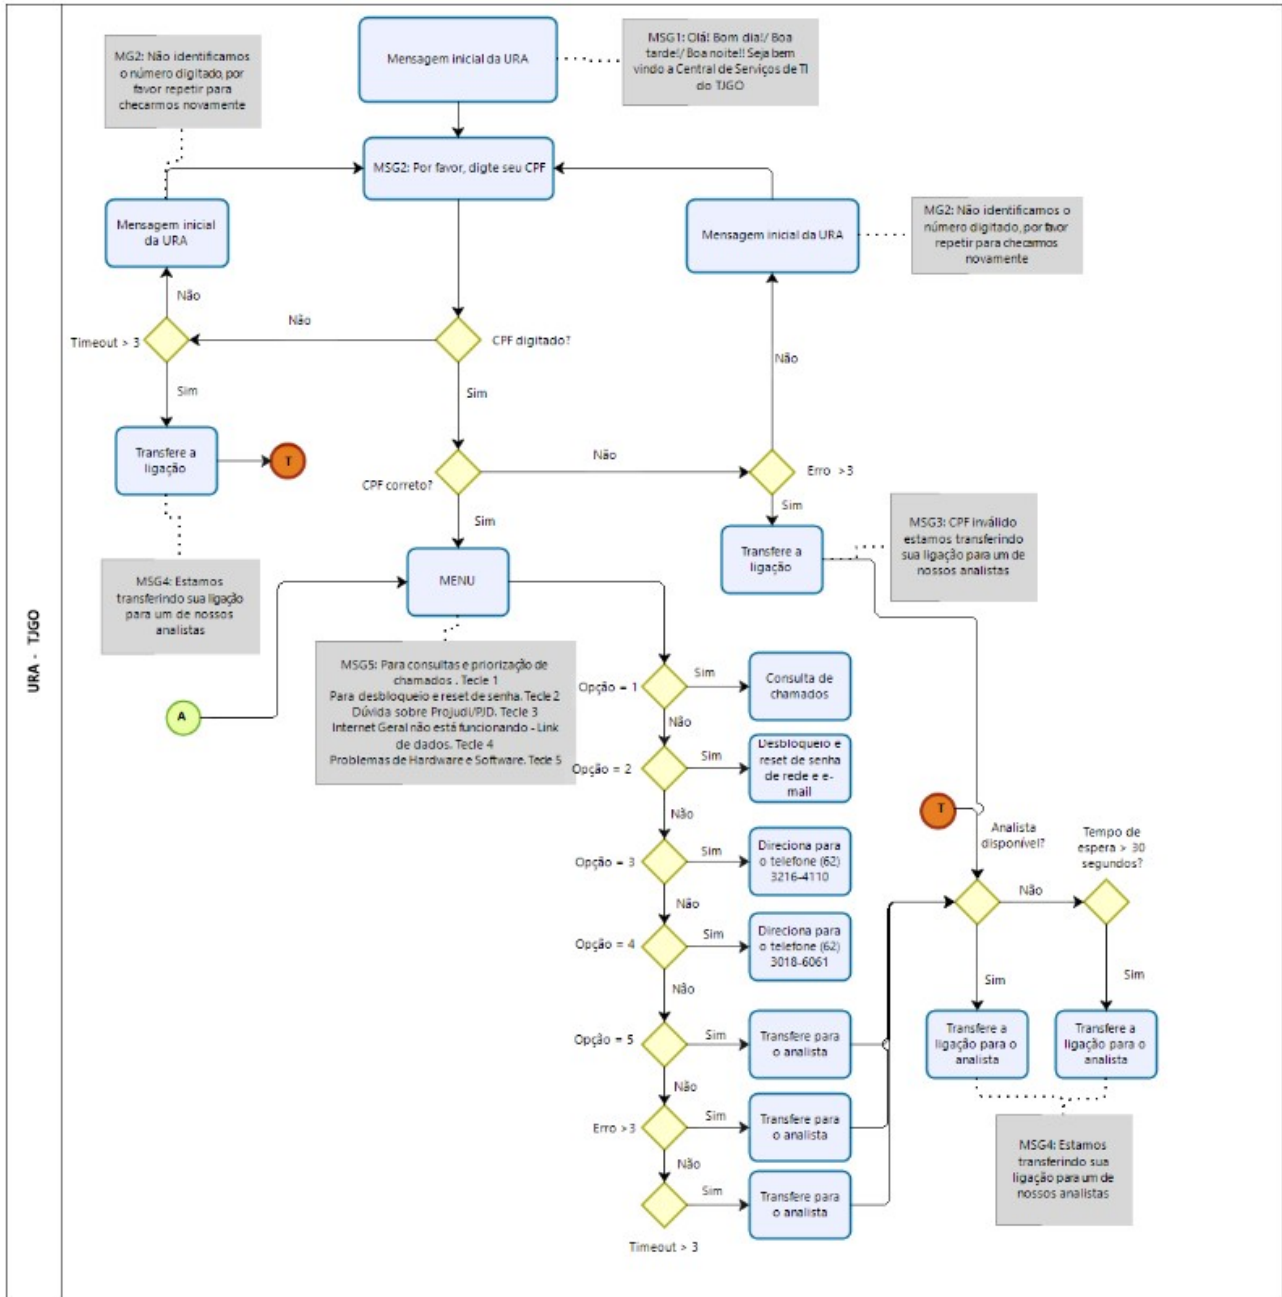 URA - TJGO
Mensagem inicial da URA
MSG1: Olá! Bom dia!/ Boa
tarde!/ Boa noite!! Seja bem
vindo a Central de Serviços de TI
do TJGO
MG2: Não identificamos
o número digitado, por
favor repetir para
checarmos novamente
MSG2: Por favor, digte seu CPF
Mensagem inicial
da URA
Mensagem inicial da URA
MG2: Não identificamos o
número digitado, por favor
repetir para checarmos
novamente
Não
Timeout > 3
Não
CPF digitado?
Não
Sim
Sim
Transfere a
ligação
T
CPF correto?
Não
Erro >3
Sim
Sim
MSG3: CPF inválido
estamos transferindo
sua ligação para um de
nossos analistas
Transfere a
ligação
MSG4: Estamos
transferindo sua ligação
para um de nossos
analistas
MENU
A
MSG5: Para consultas e priorização de
chamados . Tecle 1
Para desbloqueio e reset de senha. Tecle 2
Dúvida sobre Projudi/PJD. Tecle 3
Internet Geral não está funcionando - Link
de dados. Tecle 4
Problemas de Hardware e Software. Tecle 5
Opção = 1
Sim
Consulta de
chamados
Não
Opção = 2
Sim
Desbloqueio e
reset de senha
de rede e e-
mail
Não
Opção = 3
Sim
Direciona para
o telefone (62)
3216-4110
Não
Opção = 4
Sim
Direciona para
o telefone (62)
3018-6061
Não
Opção = 5
Sim
Transfere para
o analista
Não
Erro >3
Sim
Transfere para
o analista
Não
Sim
Transfere para
o analista
Timeout > 3
T
Analista
disponível?
Tempo de
espera > 30
segundos?
Não
Sim
Sim
Transfere a
ligação para o
analista
Transfere a
ligação para o
analista
MSG4: Estamos
transferindo sua
ligação para um de
nossos analistas